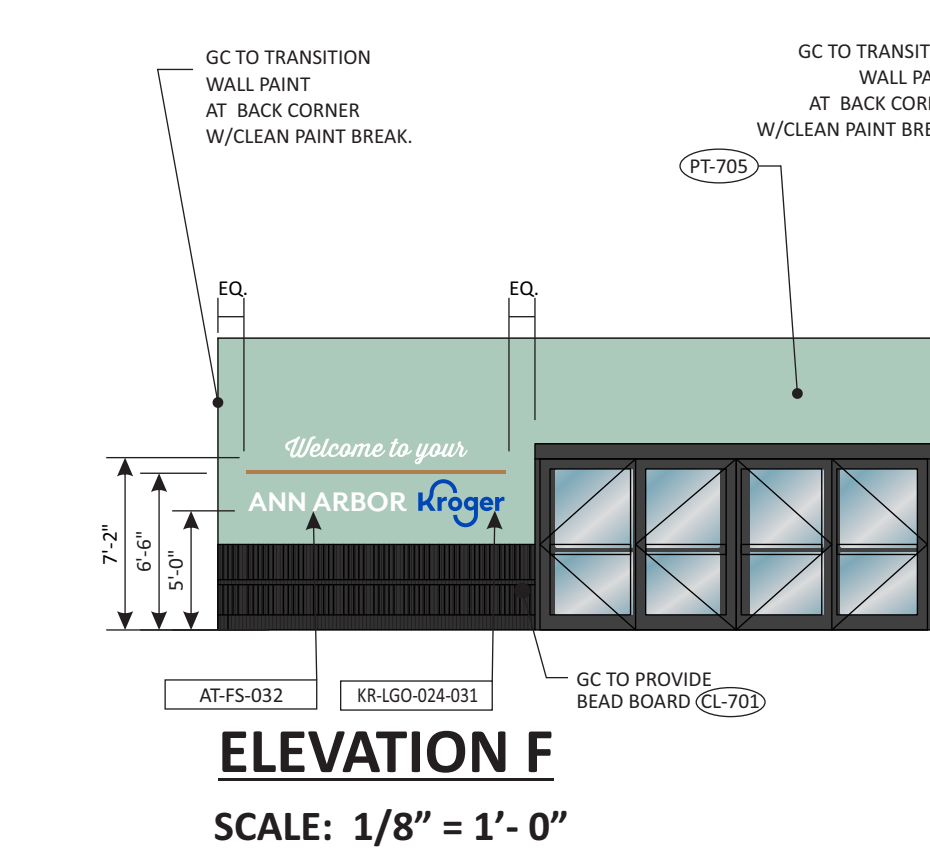 GC TO TRANSITION
WALL PAINT
AT BACK CORNER
W/CLEAN PAINT BREAK.
GC TO TRANSIT
WALL PA
AT BACK COR
W/CLEAN PAINT BRE
PT-705
EQ.
EQ.
Welcome to your
ANN ARBOR Kroger
7'-2"
6'-6"
5'-0"
AT-FS-032
KR-LGO-024-031
GC TO PROVIDE
BEAD BOARD CL-701
ELEVATION F
SCALE: 1/8” = 1’- 0”